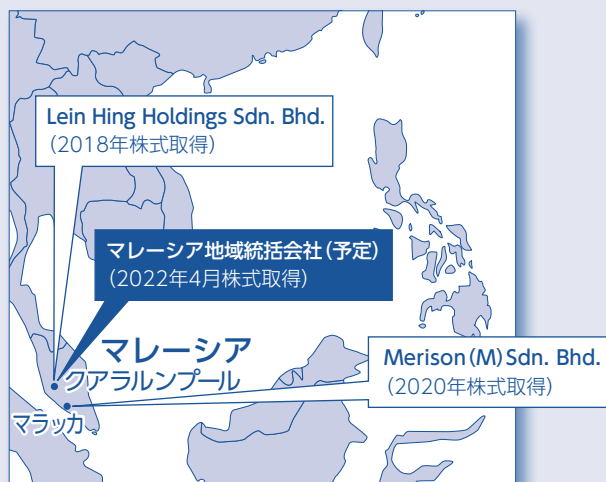 Lein Hing Holdings Sdn. Bhd.
（2018年株式取得）
マレーシア地域統括会社（予定）
（2022年4月株式取得）
マレーシア
クアラルンプール
マラッカ
Merison（M）Sdn. Bhd.
（2020年株式取得）